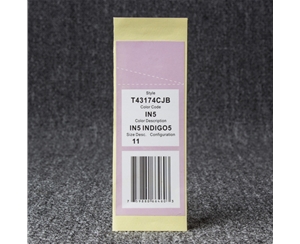 Style
T43174CJB
Color Code
IN5
Color Description
IN5 INDIGO5
Size Desc. Configuration
11